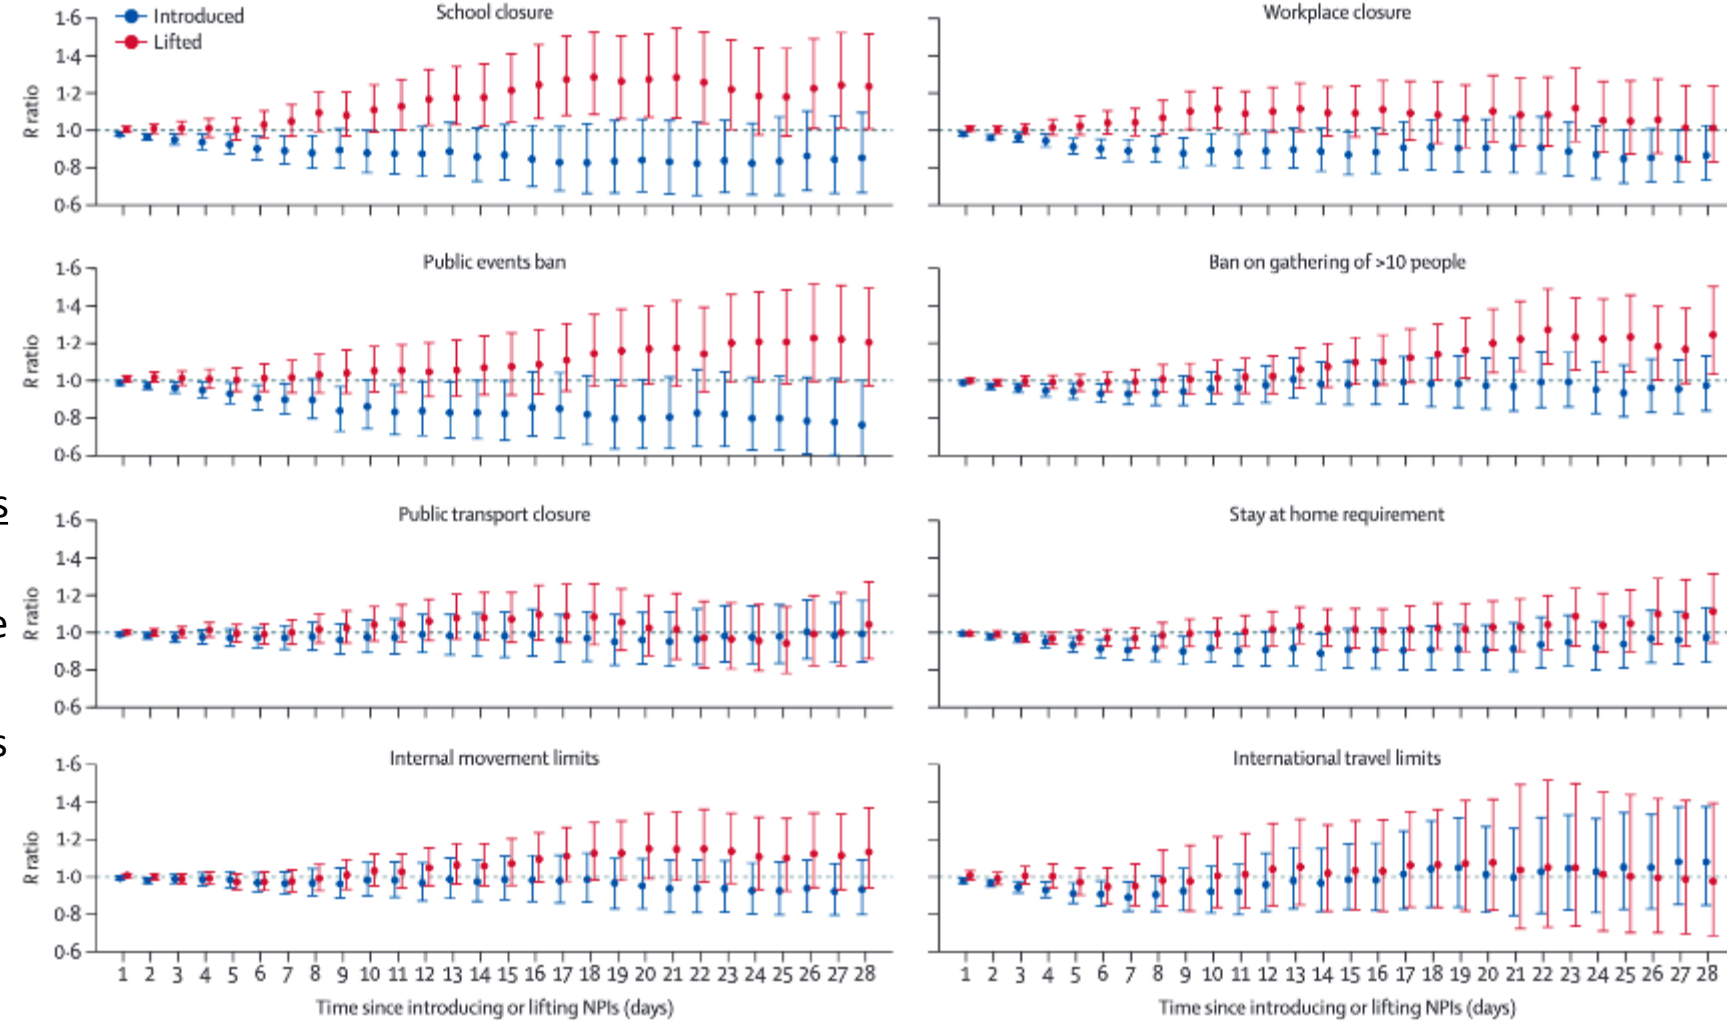 Introduced
Lifted
School closure
R ratio
1·6
1·4
1·2
1·0
0·8
0·6
Workplace closure
Public events ban
R ratio
1·6
1·4
1·2
1·0
0·8
0·6
Ban on gathering of >10 people
s
Public transport closure
R ratio
1·6
1·4
1·2
1·0
0·8
0·6
Stay at home requirement
e
s
Internal movement limits
R ratio
1·6
1·4
1·2
1·0
0·8
0·6
1 2 3 4 5 6 7 8 9 10 11 12 13 14 15 16 17 18 19 20 21 22 23 24 25 26 27 28
Time since introducing or lifting NPIs (days)
International travel limits
1 2 3 4 5 6 7 8 9 10 11 12 13 14 15 16 17 18 19 20 21 22 23 24 25 26 27 28
Time since introducing or lifting NPIs (days)